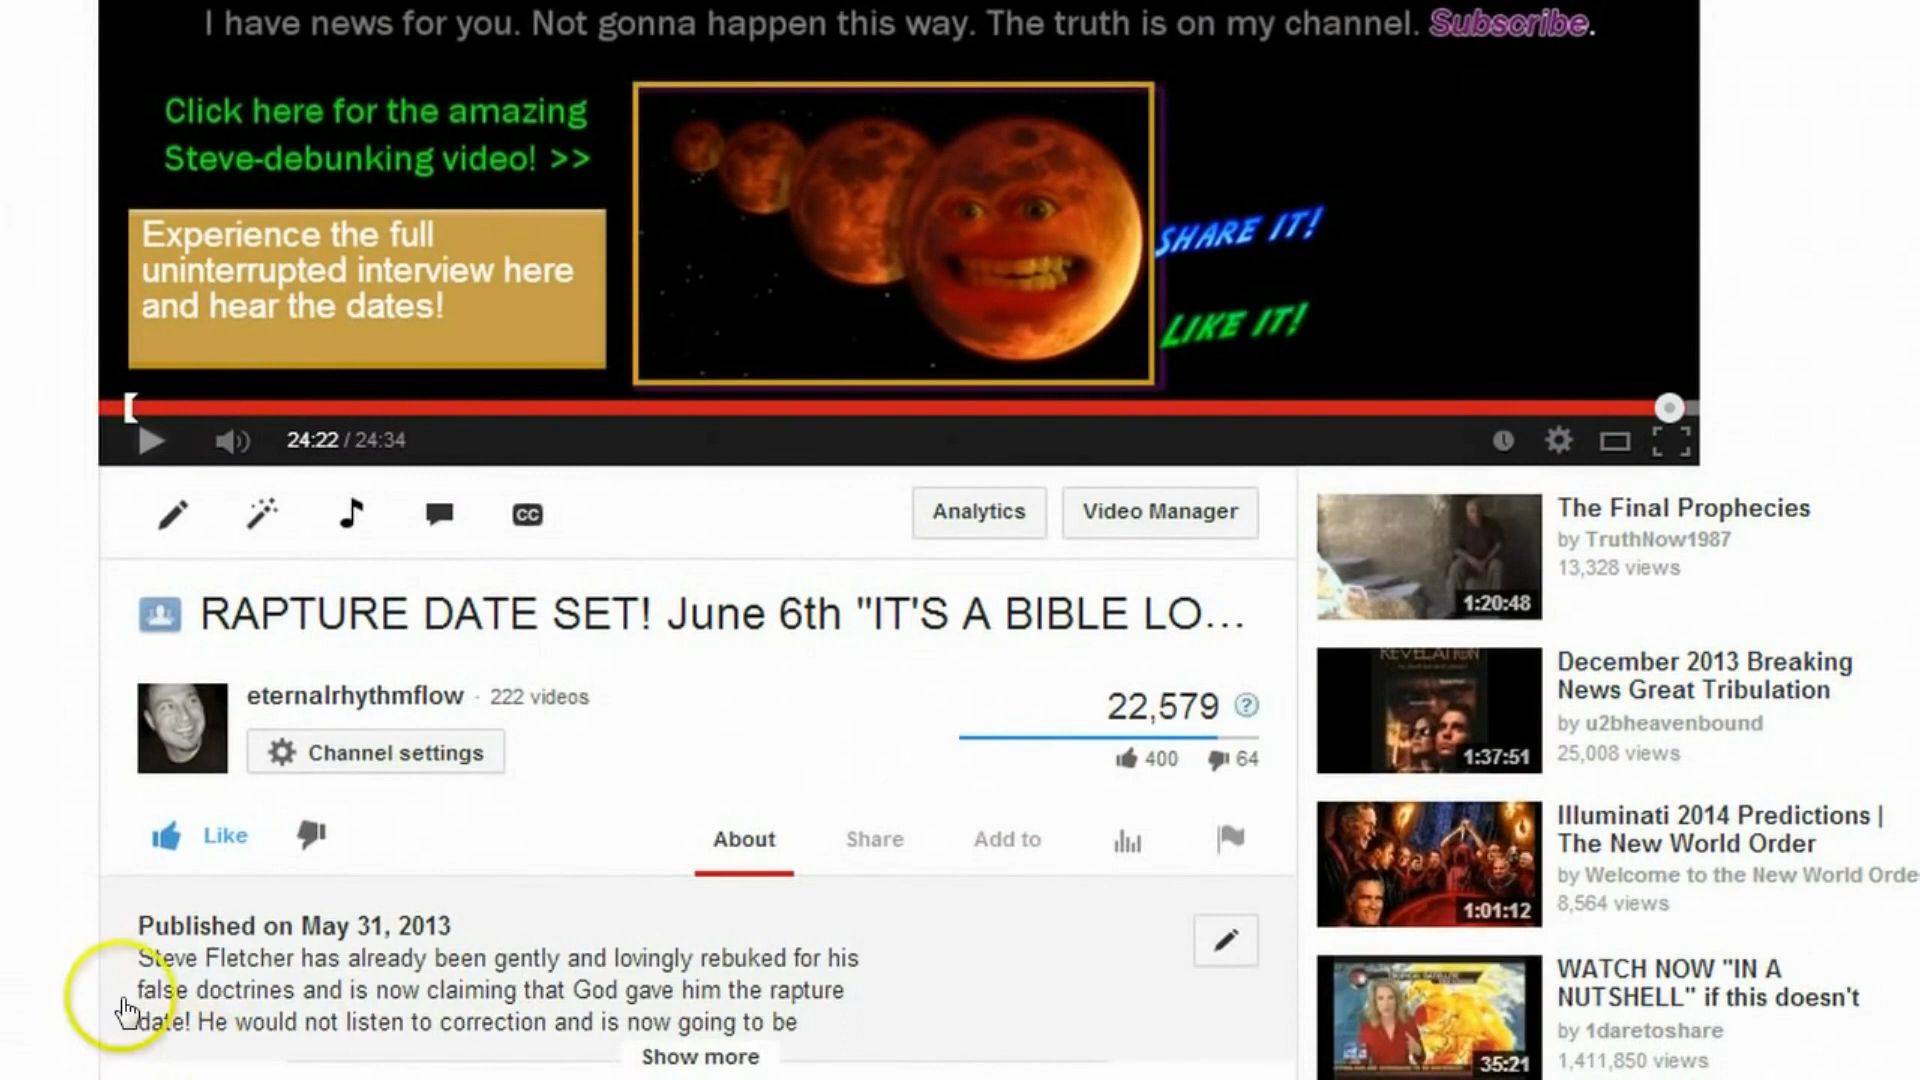 I have news for you. Not gonna happen this way. The truth is on my channel. Subscribe.
Click here for the amazing
Steve-debunking video! >>
Experience the full
uninterrupted interview here
and hear the dates!
SHARE IT!
LIKE IT!
24:22 / 24:34
CC
Analytics
Video Manager
RAPTURE DATE SET! June 6th "IT'S A BIBLE LO...
eternalrhythmflow · 222 videos
Channel settings
22,579
400
64
Like
About
Share
Add to
Published on May 31, 2013
Steve Fletcher has already been gently and lovingly rebuked for his
false doctrines and is now claiming that God gave him the rapture
date! He would not listen to correction and is now going to be
Show more
1:20:48
The Final Prophecies
by TruthNow1987
13,328 views
REVELATION
1:37:51
December 2013 Breaking
News Great Tribulation
by u2bheavenbound
25,008 views
1:01:12
Illuminati 2014 Predictions |
The New World Order
by Welcome to the New World Orde
8,564 views
35:21
WATCH NOW "IN A
NUTSHELL" if this doesn't
by 1daretoshare
1,411,850 views